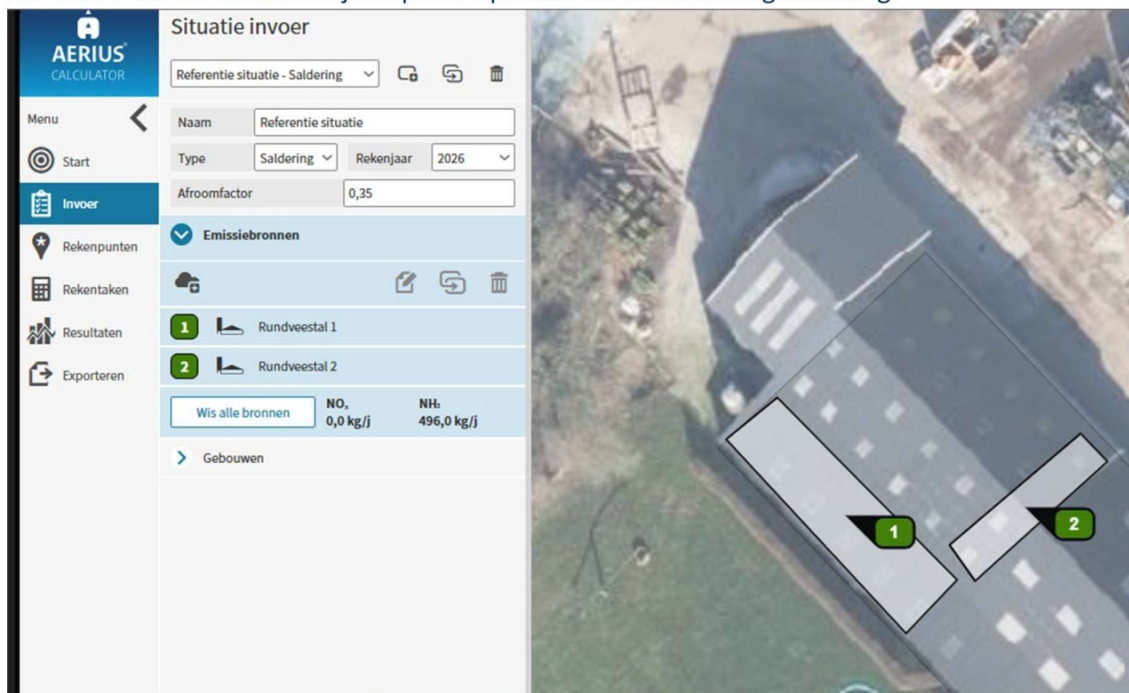 AERIUS
CALCULATOR
Menu
Start
Invoer
Rekenpunten
Rekentaken
Resultaten
Exporteren
Situatie invoer
Referentie situatie - Saldering
Naam Referentie situatie
Type Saldering Rekenjaar 2026
Afroomfactor 0,35
Emissiebronnen
1 Rundveestal 1
2 Rundveestal 2
Wis alle bronnen NOₓ 0,0 kg/j NH₃ 496,0 kg/j
Gebouwen
1
2